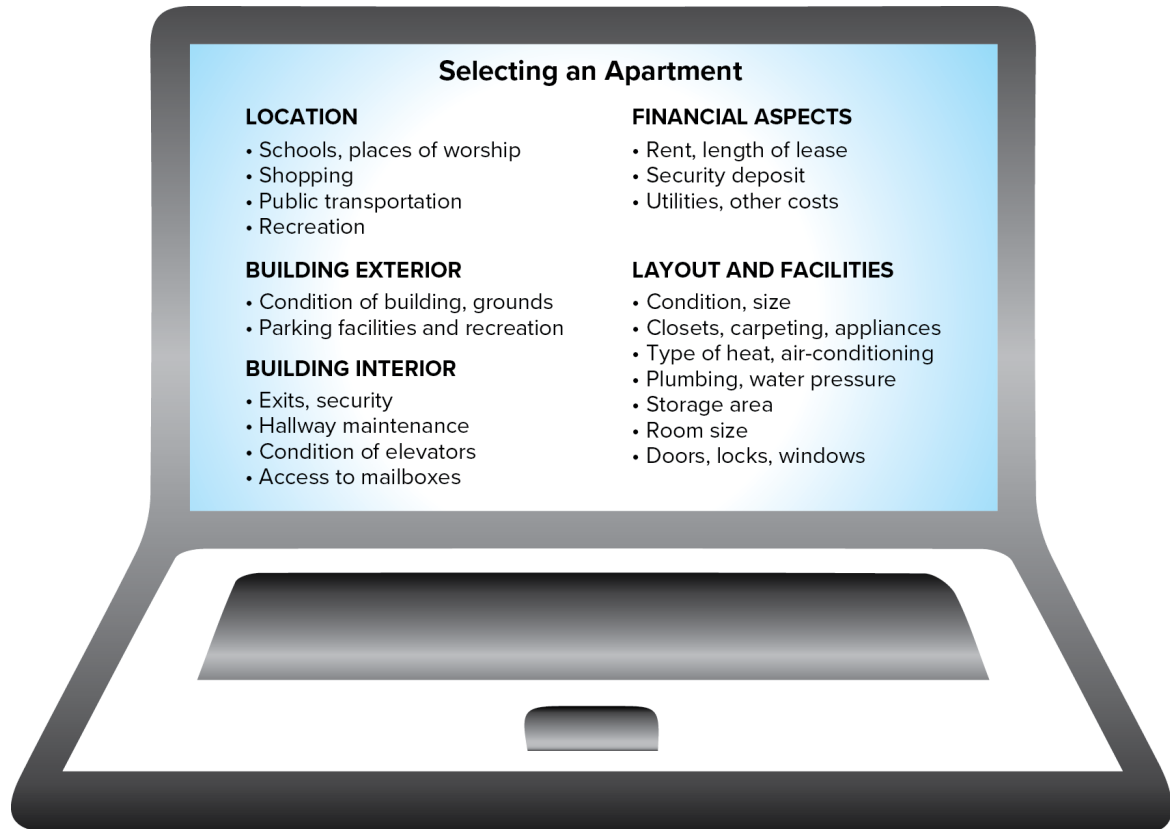 Selecting an Apartment
LOCATION
• Schools, places of worship
• Shopping
• Public transportation
• Recreation
BUILDING EXTERIOR
• Condition of building, grounds
• Parking facilities and recreation
BUILDING INTERIOR
• Exits, security
• Hallway maintenance
• Condition of elevators
• Access to mailboxes
FINANCIAL ASPECTS
• Rent, length of lease
• Security deposit
• Utilities, other costs
LAYOUT AND FACILITIES
• Condition, size
• Closets, carpeting, appliances
• Type of heat, air-conditioning
• Plumbing, water pressure
• Storage area
• Room size
• Doors, locks, windows